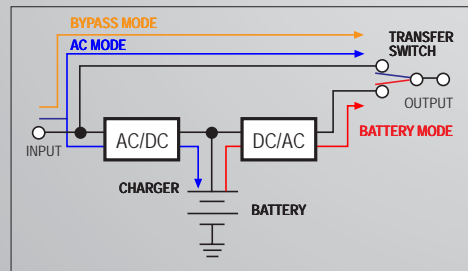 BYPASS MODE
AC MODE
TRANSFER
SWITCH
OUTPUT
INPUT
AC/DC
DC/AC
BATTERY MODE
CHARGER
BATTERY